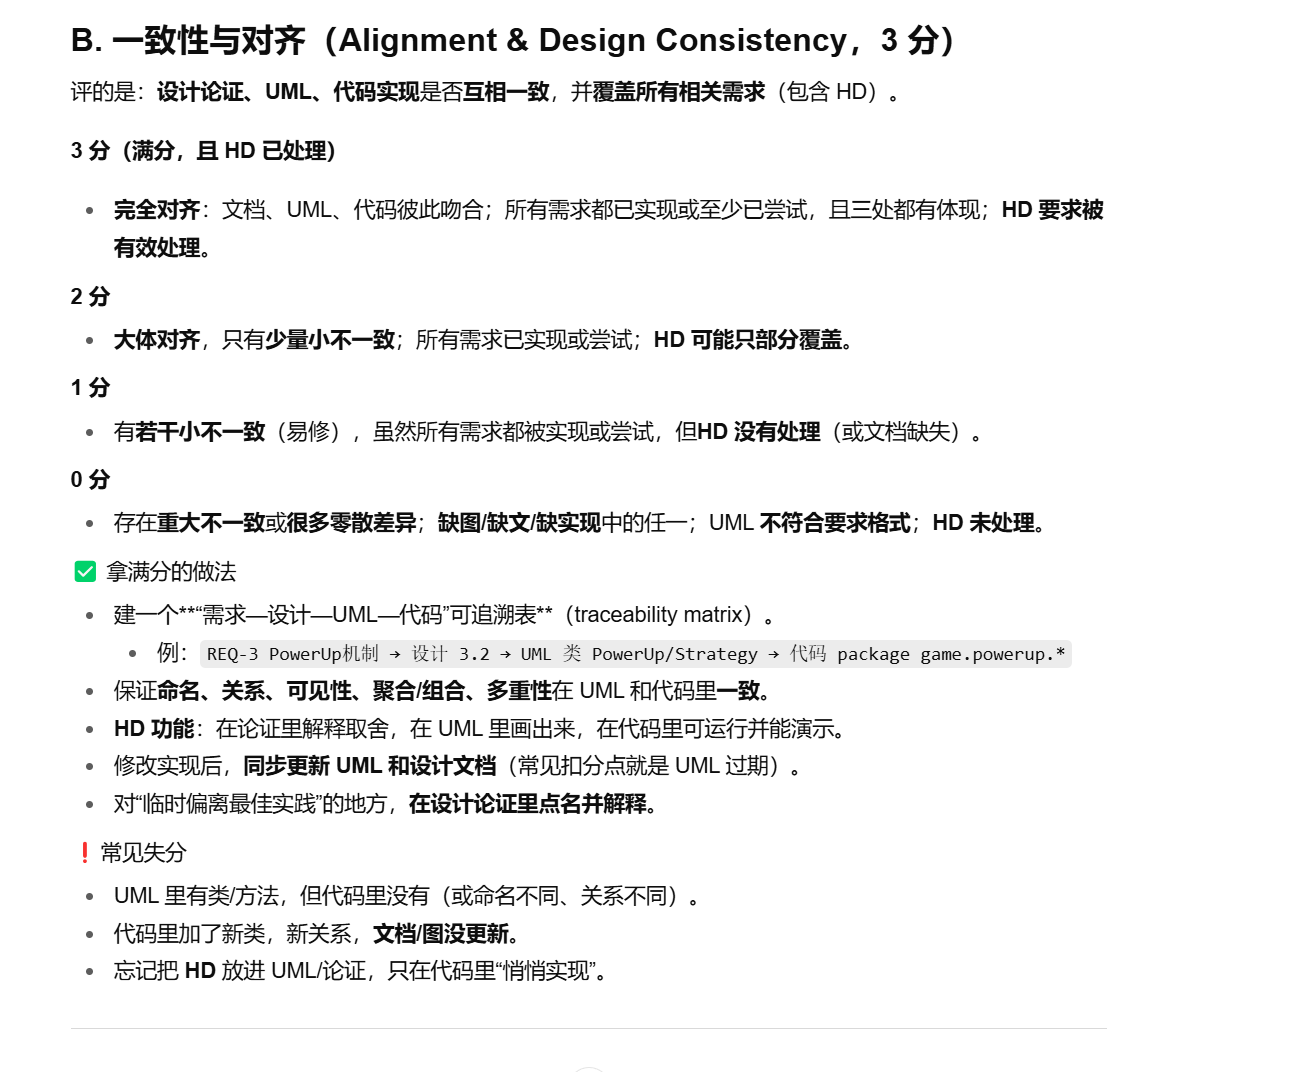 B. 一致性与对齐（Alignment & Design Consistency，3 分）
评的是：设计论证、UML、代码实现是否互相一致，并覆盖所有相关需求（包含 HD）。
3 分（满分，且 HD 已处理）
完全对齐：文档、UML、代码彼此吻合；所有需求都已实现或至少已尝试，且三处都有体现；HD 要求被
有效处理。
2 分
大体对齐，只有少量小不一致；所有需求已实现或尝试；HD 可能只部分覆盖。
1 分
有若干小不一致（易修），虽然所有需求都被实现或尝试，但HD 没有处理（或文档缺失）。
0 分
存在重大不一致或很多零散差异；缺图/缺文/缺实现中的任一；UML 不符合要求格式；HD 未处理。
✅ 拿满分的做法
建一个**“需求—设计—UML—代码”可追溯表**（traceability matrix）。
例：REQ-3 PowerUp机制 → 设计 3.2 → UML 类 PowerUp/Strategy → 代码 package game.powerup.*
保证命名、关系、可见性、聚合/组合、多重性在 UML 和代码里一致。
HD 功能：在论证里解释取舍，在 UML 里画出来，在代码里可运行并能演示。
修改实现后，同步更新 UML 和设计文档（常见扣分点就是 UML 过期）。
对“临时偏离最佳实践”的地方，在设计论证里点名并解释。
❗ 常见失分
UML 里有类/方法，但代码里没有（或命名不同、关系不同）。
代码里加了新类，新关系，文档/图没更新。
忘记把 HD 放进 UML/论证，只在代码里“悄悄实现”。